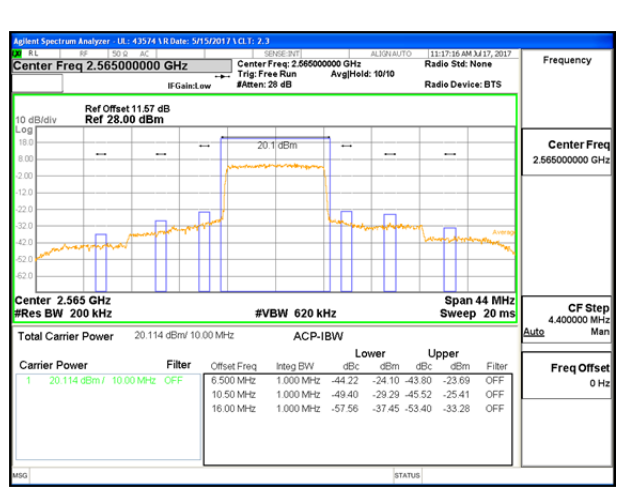 Agilent Spectrum Analyzer - UL: 43574 \ R Date: 5/15/2017 \ CLT: 2.3
RL RF 50 Ω AC SENSE:INT ALIGN AUTO 11:17:16 AM Jul 17, 2017
Center Freq 2.565000000 GHz
Center Freq: 2.565000000 GHz
Radio Std: None
Trig: Free Run Avg|Hold: 10/10
IFGain:Low #Atten: 28 dB Radio Device: BTS
Frequency
Ref Offset 11.57 dB
10 dB/div Ref 28.00 dBm
Log
18.0
8.00
-2.00
-12.0
-22.0
-32.0
-42.0
-52.0
-62.0
20.1 dBm
Average
Center 2.565 GHz Span 44 MHz
#Res BW 200 kHz #VBW 620 kHz Sweep 20 ms
Total Carrier Power 20.114 dBm/ 10.00 MHz ACP-IBW
Lower Upper
Carrier Power Filter Offset Freq Integ BW dBc dBm dBc dBm Filter
1 20.114 dBm / 10.00 MHz OFF
6.500 MHz 1.000 MHz -44.22 -24.10 -43.80 -23.69 OFF
10.50 MHz 1.000 MHz -49.40 -29.29 -45.52 -25.41 OFF
16.00 MHz 1.000 MHz -57.56 -37.45 -53.40 -33.28 OFF
Center Freq
2.565000000 GHz
CF Step
4.400000 MHz
Auto Man
Freq Offset
0 Hz
MSG STATUS